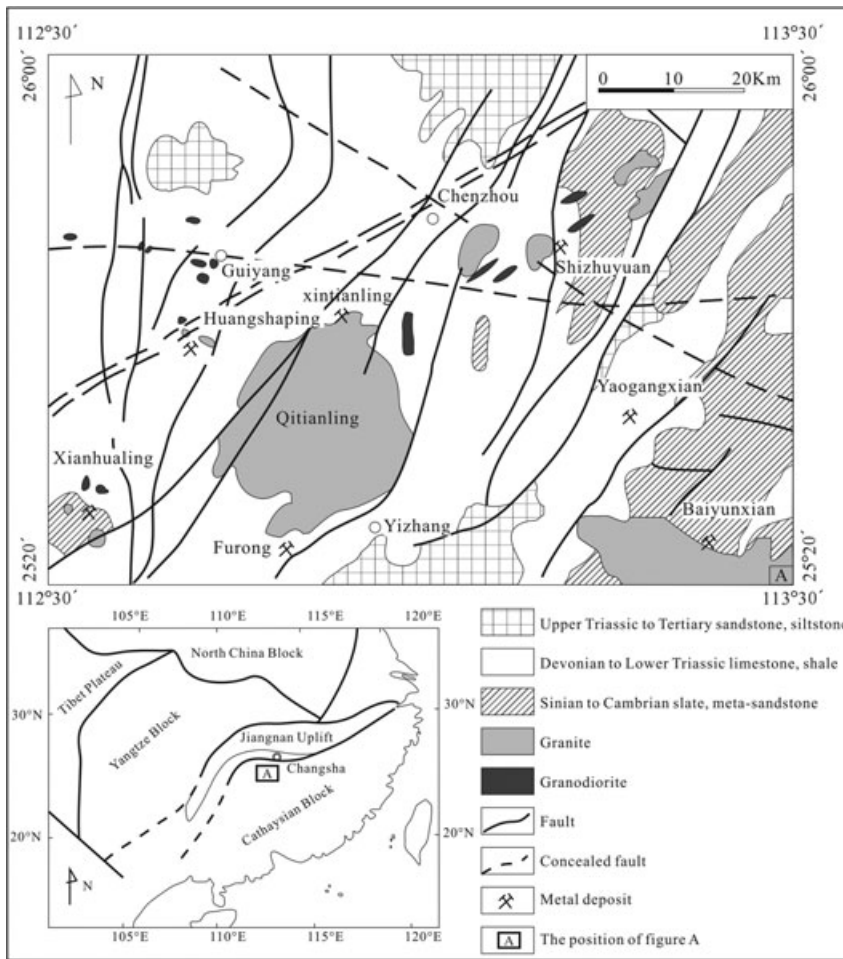 112°30´
113°30´
26°00´
26°00´
N
0
10
20Km
Chenzhou
Guiyang
Shizhuyuan
xintianling
Huangshaping
Yaogangxian
Qitianling
Xianhualing
Baiyunxian
Yizhang
Furong
25°20´
25°20´
A
112°30´
113°30´
105°E
110°E
115°E
120°E
North China Block
Tibet Plateau
30°N
30°N
Yangtze Block
Jiangnan Uplift
Changsha
A
Cathaysian Block
20°N
20°N
N
105°E
110°E
115°E
120°E
Upper Triassic to Tertiary sandstone, siltstone
Devonian to Lower Triassic limestone, shale
Sinian to Cambrian slate, meta-sandstone
Granite
Granodiorite
Fault
Concealed fault
Metal deposit
A
The position of figure A